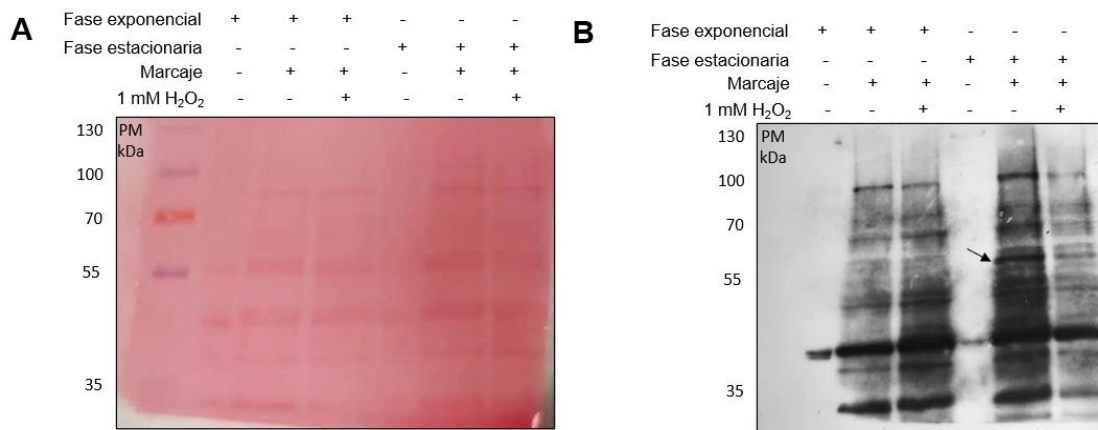 A
Fase exponencial + + + - - -
Fase estacionaria - - - + + +
Marcaje - + + - + +
1 mM H₂O₂ - - + - - +
PM
kDa
130
100
70
55
35
B
Fase exponencial + + + - - -
Fase estacionaria - - - + + +
Marcaje - + + - + +
1 mM H₂O₂ - - + - - +
PM
kDa
130
100
70
55
35